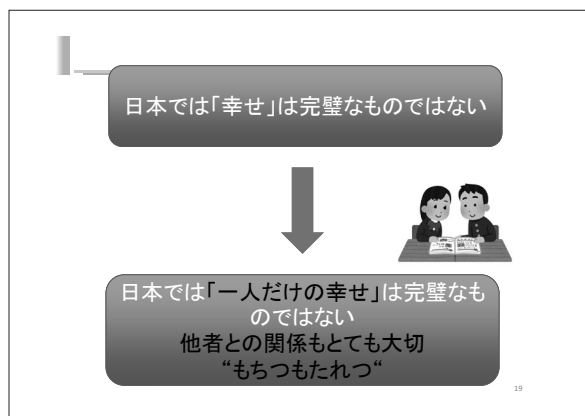 日本では「幸せ」は完璧なものではない
日本では「一人だけの幸せ」は完璧なも
のではない
他者との関係もとても大切
“もちつもたれつ“
19